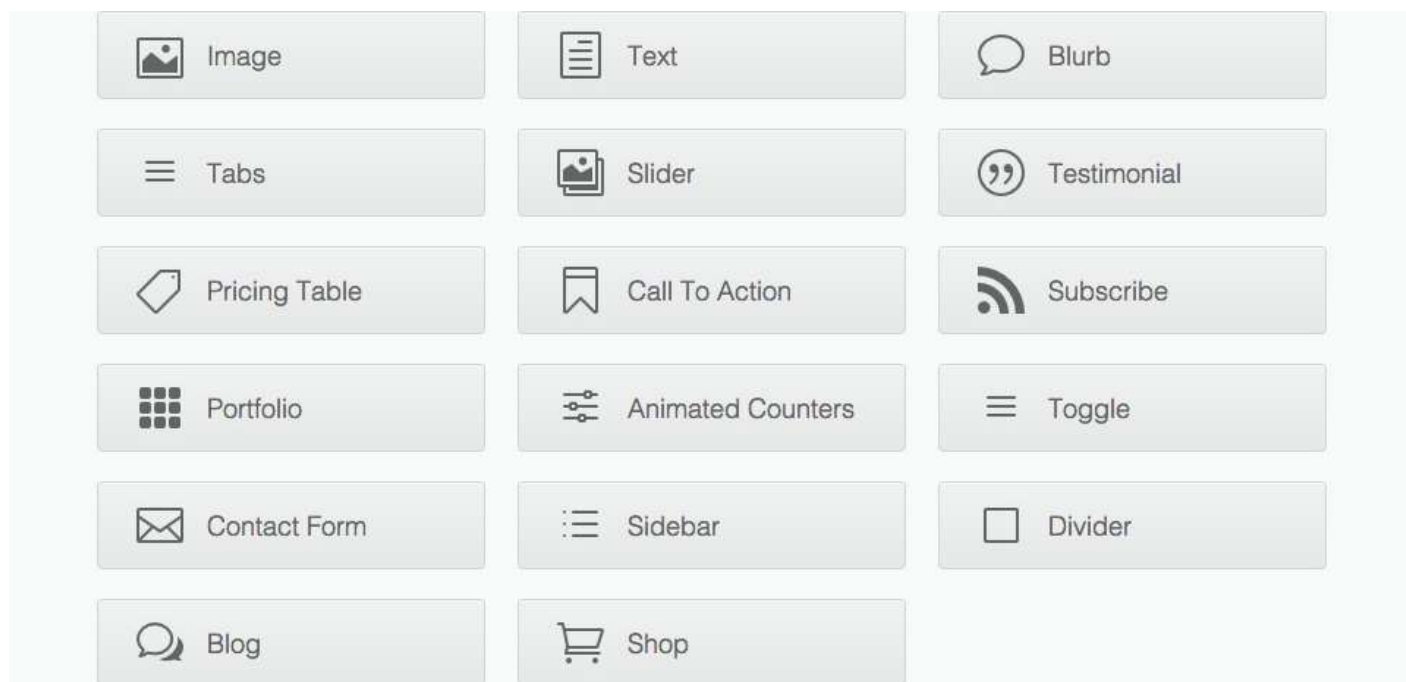 Image
Text
Blurb
Tabs
Slider
Testimonial
Pricing Table
Call To Action
Subscribe
Portfolio
Animated Counters
Toggle
Contact Form
Sidebar
Divider
Blog
Shop